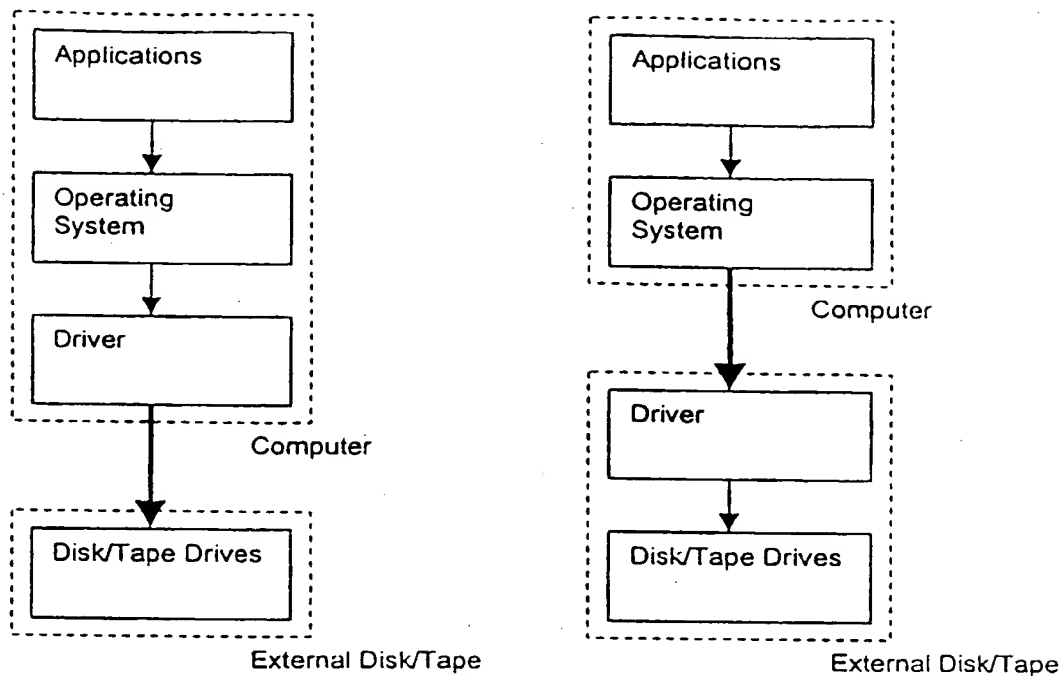 Applications
Operating
System
Driver
Computer
Disk/Tape Drives
External Disk/Tape
Applications
Operating
System
Computer
Driver
Disk/Tape Drives
External Disk/Tape